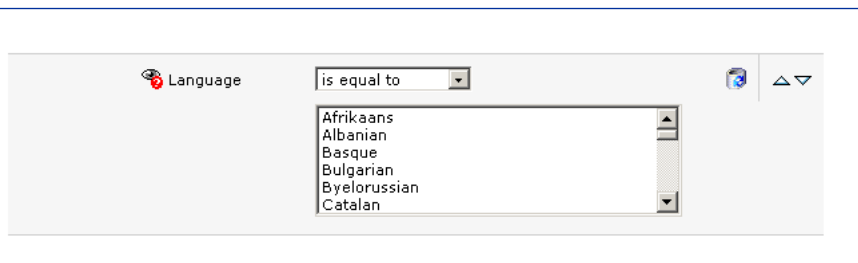 Language
is equal to
Afrikaans
Albanian
Basque
Bulgarian
Byelorussian
Catalan